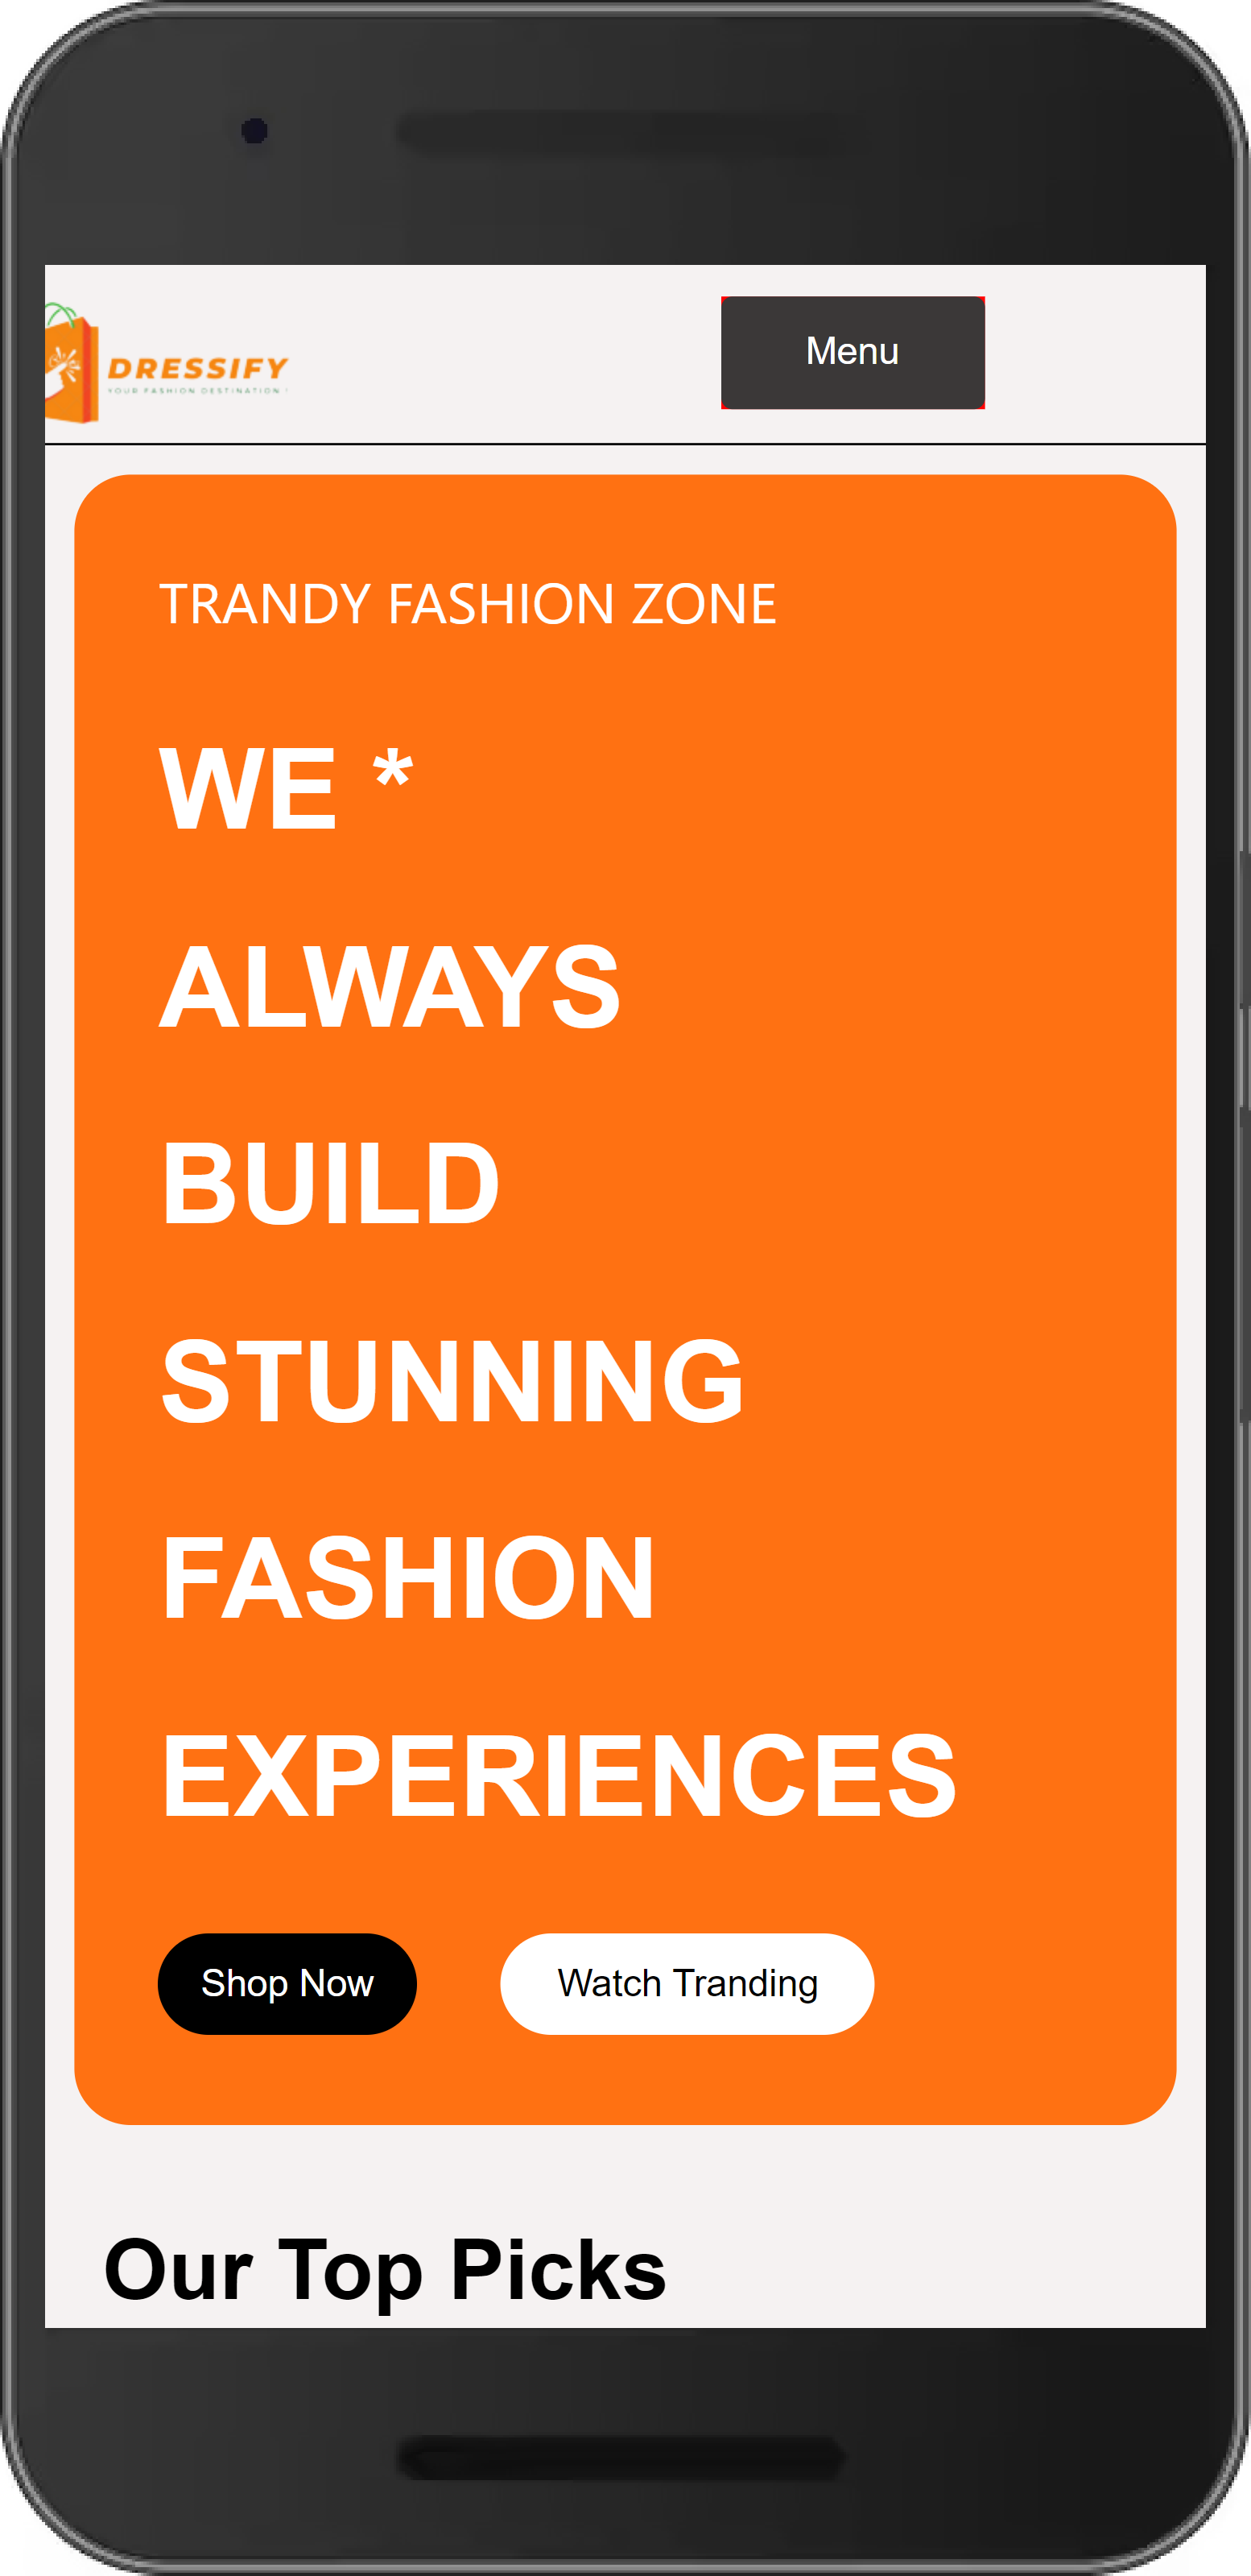 DRESSIFY
YOUR FASHION DESTINATION !
Menu
TRANDY FASHION ZONE
WE *
ALWAYS
BUILD
STUNNING
FASHION
EXPERIENCES
Shop Now
Watch Tranding
Our Top Picks